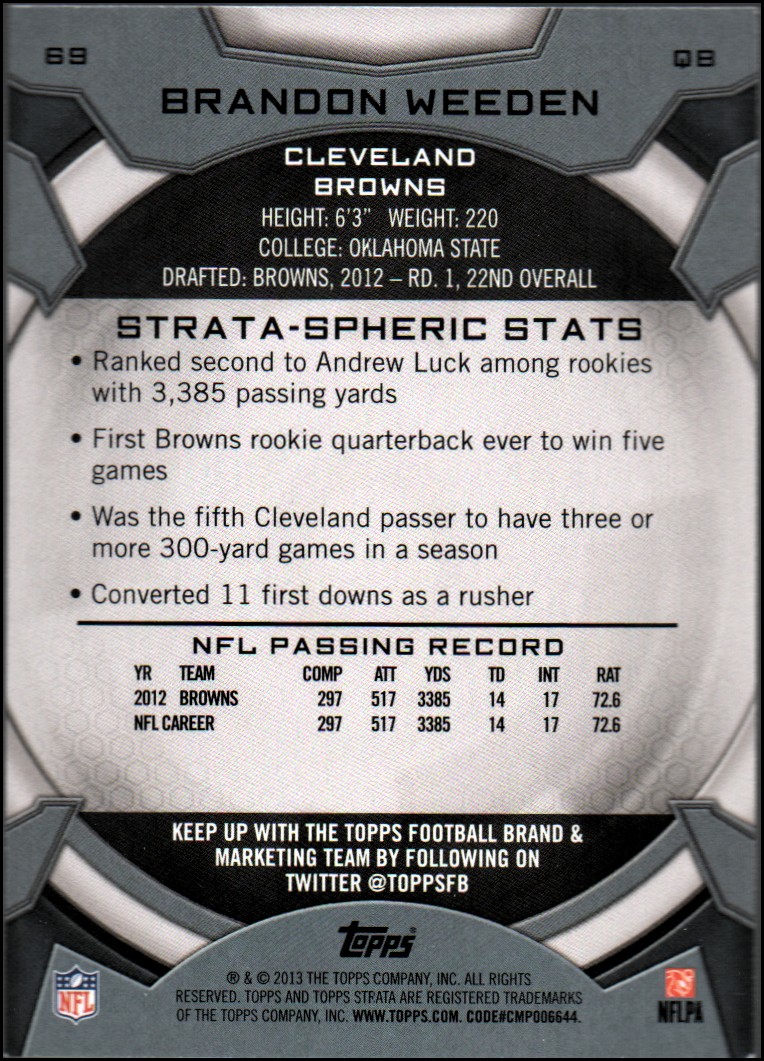 69
QB
BRANDON WEEDEN
CLEVELAND
BROWNS
HEIGHT: 6'3" WEIGHT: 220
COLLEGE: OKLAHOMA STATE
DRAFTED: BROWNS, 2012 – RD. 1, 22ND OVERALL
STRATA-SPHERIC STATS
• Ranked second to Andrew Luck among rookies
with 3,385 passing yards
• First Browns rookie quarterback ever to win five
games
• Was the fifth Cleveland passer to have three or
more 300-yard games in a season
• Converted 11 first downs as a rusher
NFL PASSING RECORD
YR TEAM COMP ATT YDS TD INT RAT
2012 BROWNS 297 517 3385 14 17 72.6
NFL CAREER 297 517 3385 14 17 72.6
KEEP UP WITH THE TOPPS FOOTBALL BRAND &
MARKETING TEAM BY FOLLOWING ON
TWITTER @TOPPSFB
topps®
® & © 2013 THE TOPPS COMPANY, INC. ALL RIGHTS
RESERVED. TOPPS AND TOPPS STRATA ARE REGISTERED TRADEMARKS
OF THE TOPPS COMPANY, INC. WWW.TOPPS.COM. CODE#CMP006644.
NFL
NFLPA